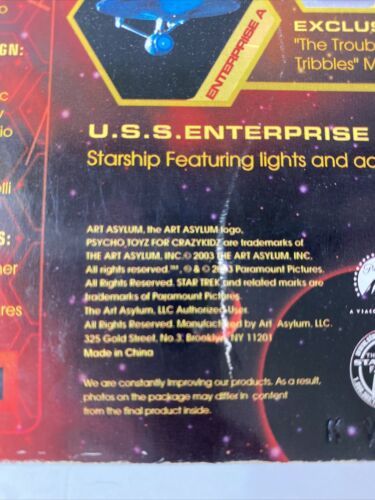 GN:
ENTERPRISE A
EXCLUS
"The Troub
Tribbles" M
U.S.S.ENTERPRISE
Starship Featuring lights and ac
elli
S:
ner
res
ART ASYLUM, the ART ASYLUM logo,
PSYCHO TOYZ FOR CRAZYKIDZ are trademarks of
THE ART ASYLUM, INC.© 2003 THE ART ASYLUM, INC.
All rights reserved.™, ® & © 2003 Paramount Pictures.
All Rights Reserved. STAR TREK and related marks are
trademarks of Paramount Pictures.
The Art Asylum, LLC Authorized User.
All Rights Reserved. Manufactured by Art Asylum, LLC.
325 Gold Street, No.3, Brooklyn, NY 11201
Made in China
We are constantly improving our products. As a result,
photos on the package may differ in content
from the final product inside.
A VIAC